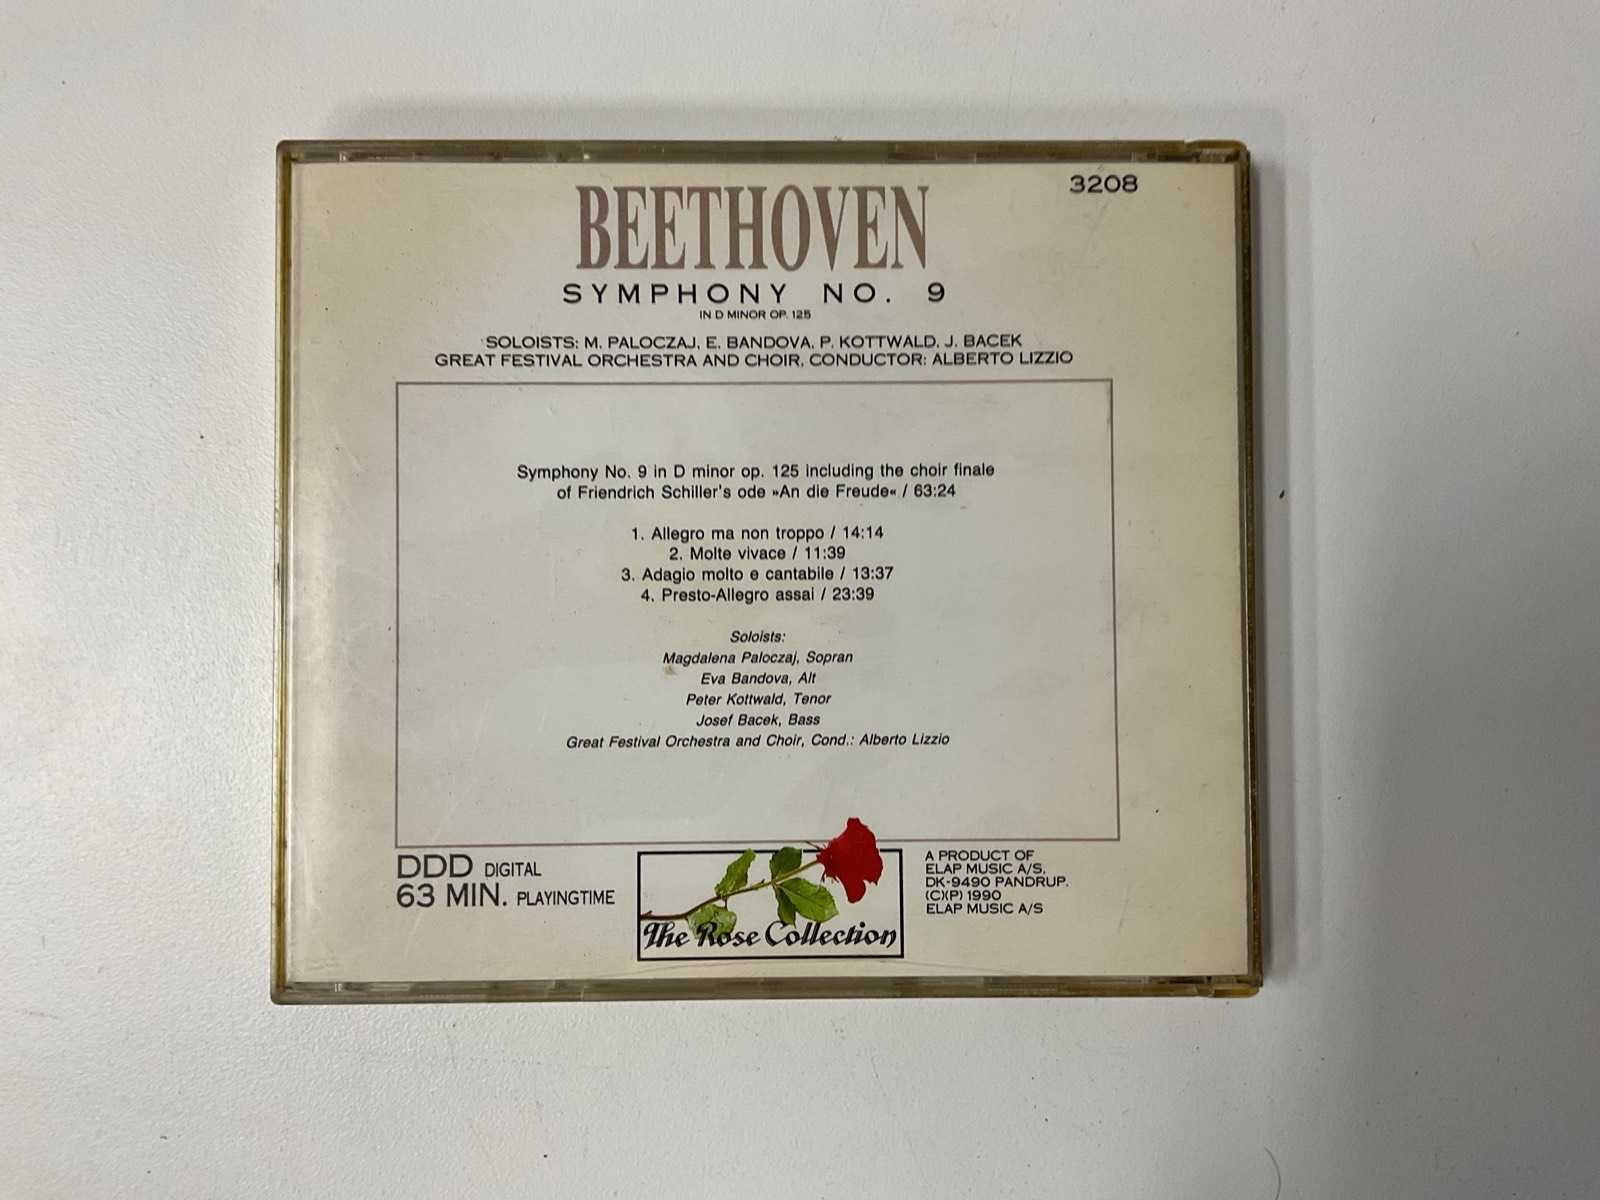 3208
BEETHOVEN
SYMPHONY NO. 9
IN D MINOR OP. 125
SOLOISTS: M. PALOCZAJ, E. BANDOVA, P. KOTTWALD, J. BACEK
GREAT FESTIVAL ORCHESTRA AND CHOIR, CONDUCTOR: ALBERTO LIZZIO
Symphony No. 9 in D minor op. 125 including the choir finale
of Friendrich Schiller's ode »An die Freude« / 63:24
1. Allegro ma non troppo / 14:14
2. Molte vivace / 11:39
3. Adagio molto e cantabile / 13:37
4. Presto-Allegro assai / 23:39
Soloists:
Magdalena Paloczaj, Sopran
Eva Bandova, Alt
Peter Kottwald, Tenor
Josef Bacek, Bass
Great Festival Orchestra and Choir, Cond.: Alberto Lizzio
DDD DIGITAL
63 MIN. PLAYINGTIME
The Rose Collection
A PRODUCT OF
ELAP MUSIC A/S.
DK-9490 PANDRUP.
(C)(P) 1990
ELAP MUSIC A/S